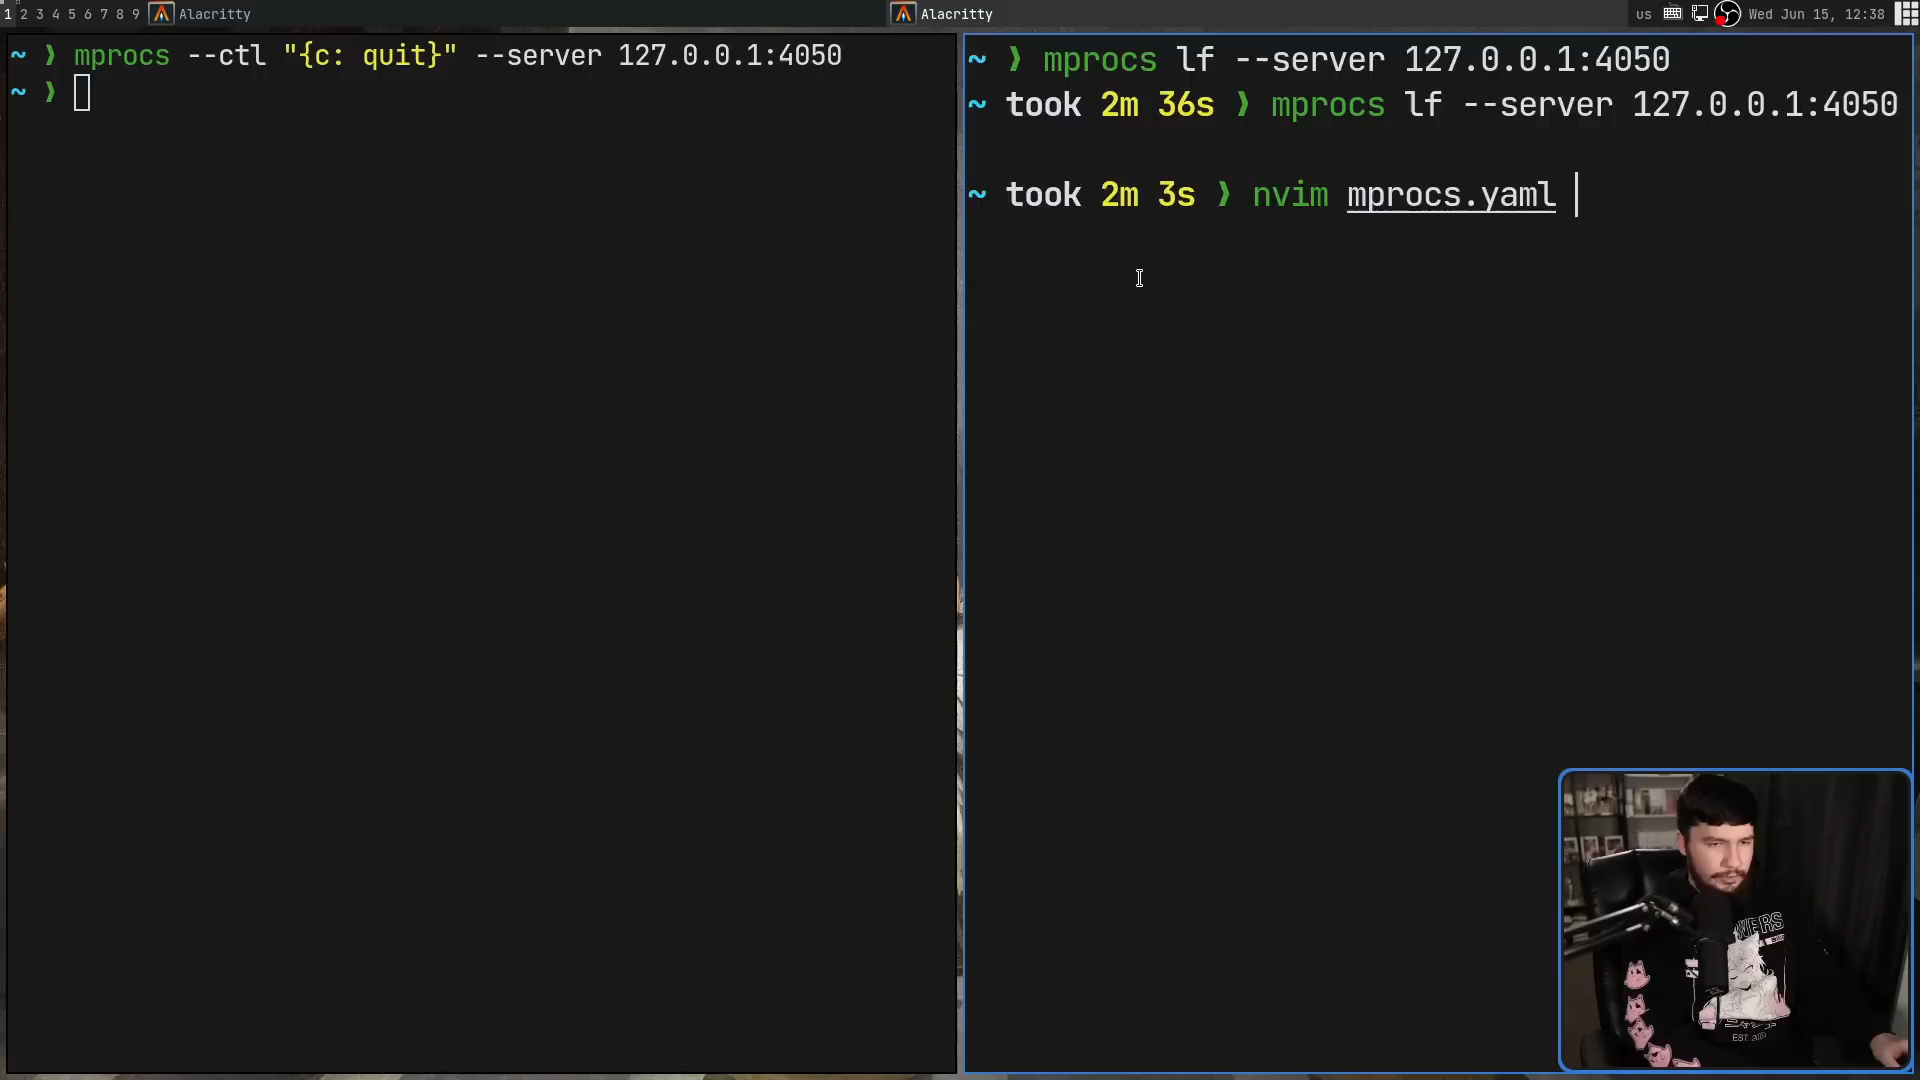 1 2 3 4 5 6 7 8 9 Alacritty
Alacritty
us Wed Jun 15, 12:38
~ ❯ mprocs --ctl "{c: quit}" --server 127.0.0.1:4050
~ ❯
~ ❯ mprocs lf --server 127.0.0.1:4050
~ took 2m 36s ❯ mprocs lf --server 127.0.0.1:4050
~ took 2m 3s ❯ nvim mprocs.yaml
EST. 2020